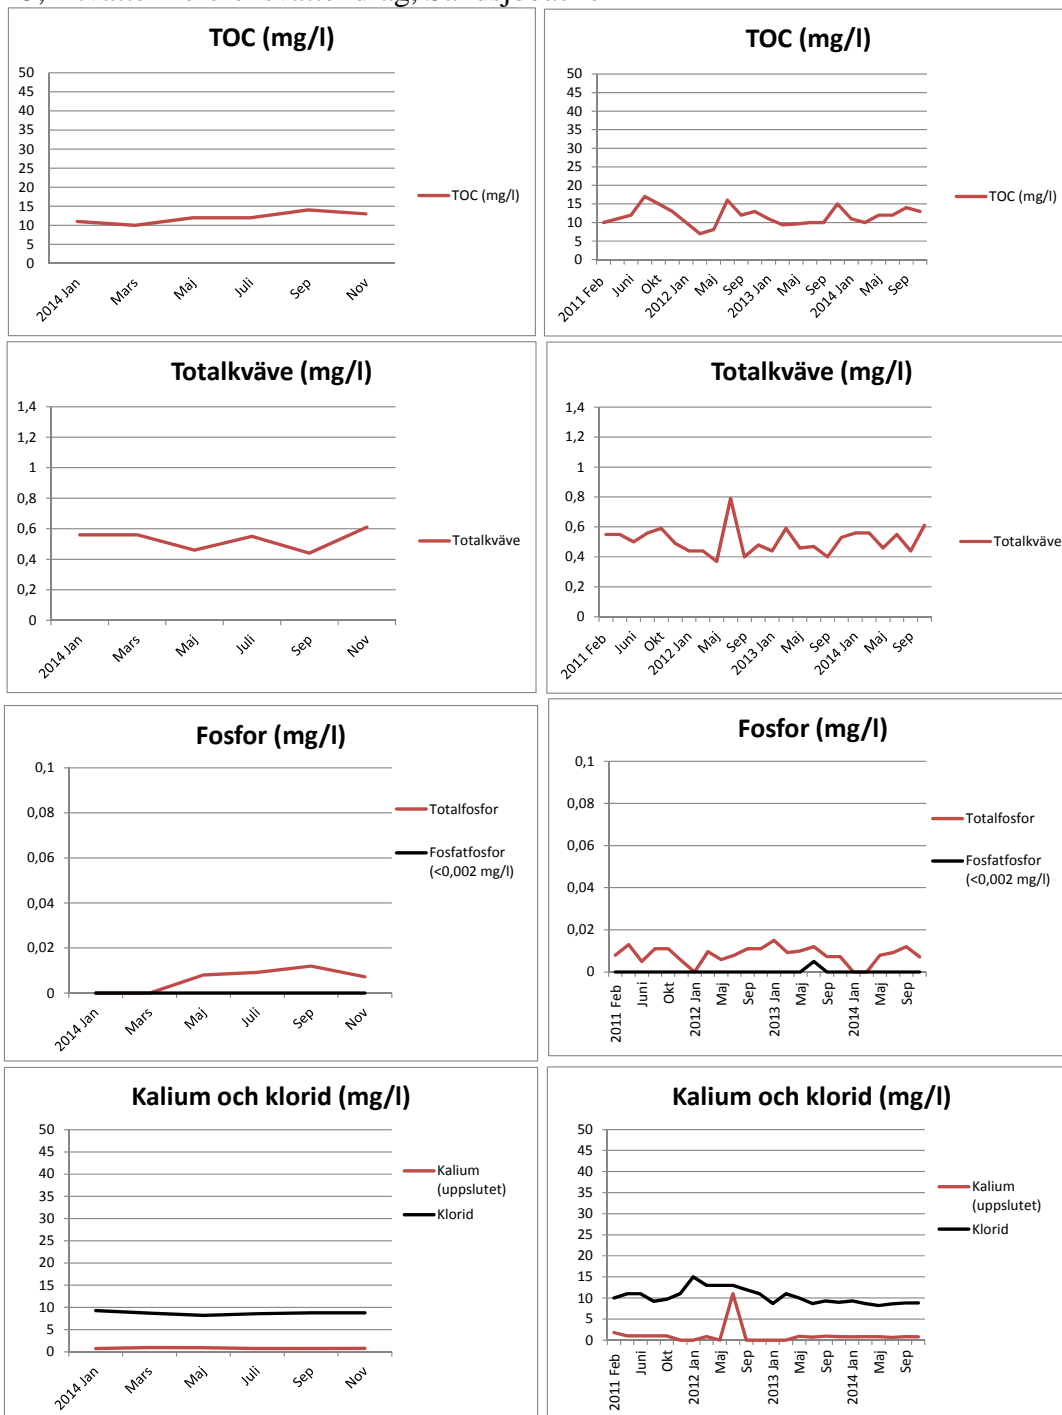 TOC (mg/l)
50
45
40
35
30
25
20
15
10
5
0
2014 Jan
Mars
Maj
Juli
Sep
Nov
TOC (mg/l)
TOC (mg/l)
50
45
40
35
30
25
20
15
10
5
0
2011 Feb
Juni
Okt
2012 Jan
Maj
Sep
2013 Jan
Maj
Sep
2014 Jan
Maj
Sep
TOC (mg/l)
Totalkväve (mg/l)
1,4
1,2
1
0,8
0,6
0,4
0,2
0
2014 Jan
Mars
Maj
Juli
Sep
Nov
Totalkväve
Totalkväve (mg/l)
1,4
1,2
1
0,8
0,6
0,4
0,2
0
2011 Feb
Juni
Okt
2012 Jan
Maj
Sep
2013 Jan
Maj
Sep
2014 Jan
Maj
Sep
Totalkväve
Fosfor (mg/l)
0,1
0,08
0,06
0,04
0,02
0
2014 Jan
Mars
Maj
Juli
Sep
Nov
Totalfosfor
Fosfatfosfor
(<0,002 mg/l)
Fosfor (mg/l)
0,1
0,08
0,06
0,04
0,02
0
2011 Feb
Juni
Okt
2012 Jan
Maj
Sep
2013 Jan
Maj
Sep
2014 Jan
Maj
Sep
Totalfosfor
Fosfatfosfor
(<0,002 mg/l)
Kalium och klorid (mg/l)
50
45
40
35
30
25
20
15
10
5
0
2014 Jan
Mars
Maj
Juli
Sep
Nov
Kalium
(uppslutet)
Klorid
Kalium och klorid (mg/l)
50
45
40
35
30
25
20
15
10
5
0
2011 Feb
Juni
Okt
2012 Jan
Maj
Sep
2013 Jan
Maj
Sep
2014 Jan
Maj
Sep
Kalium
(uppslutet)
Klorid